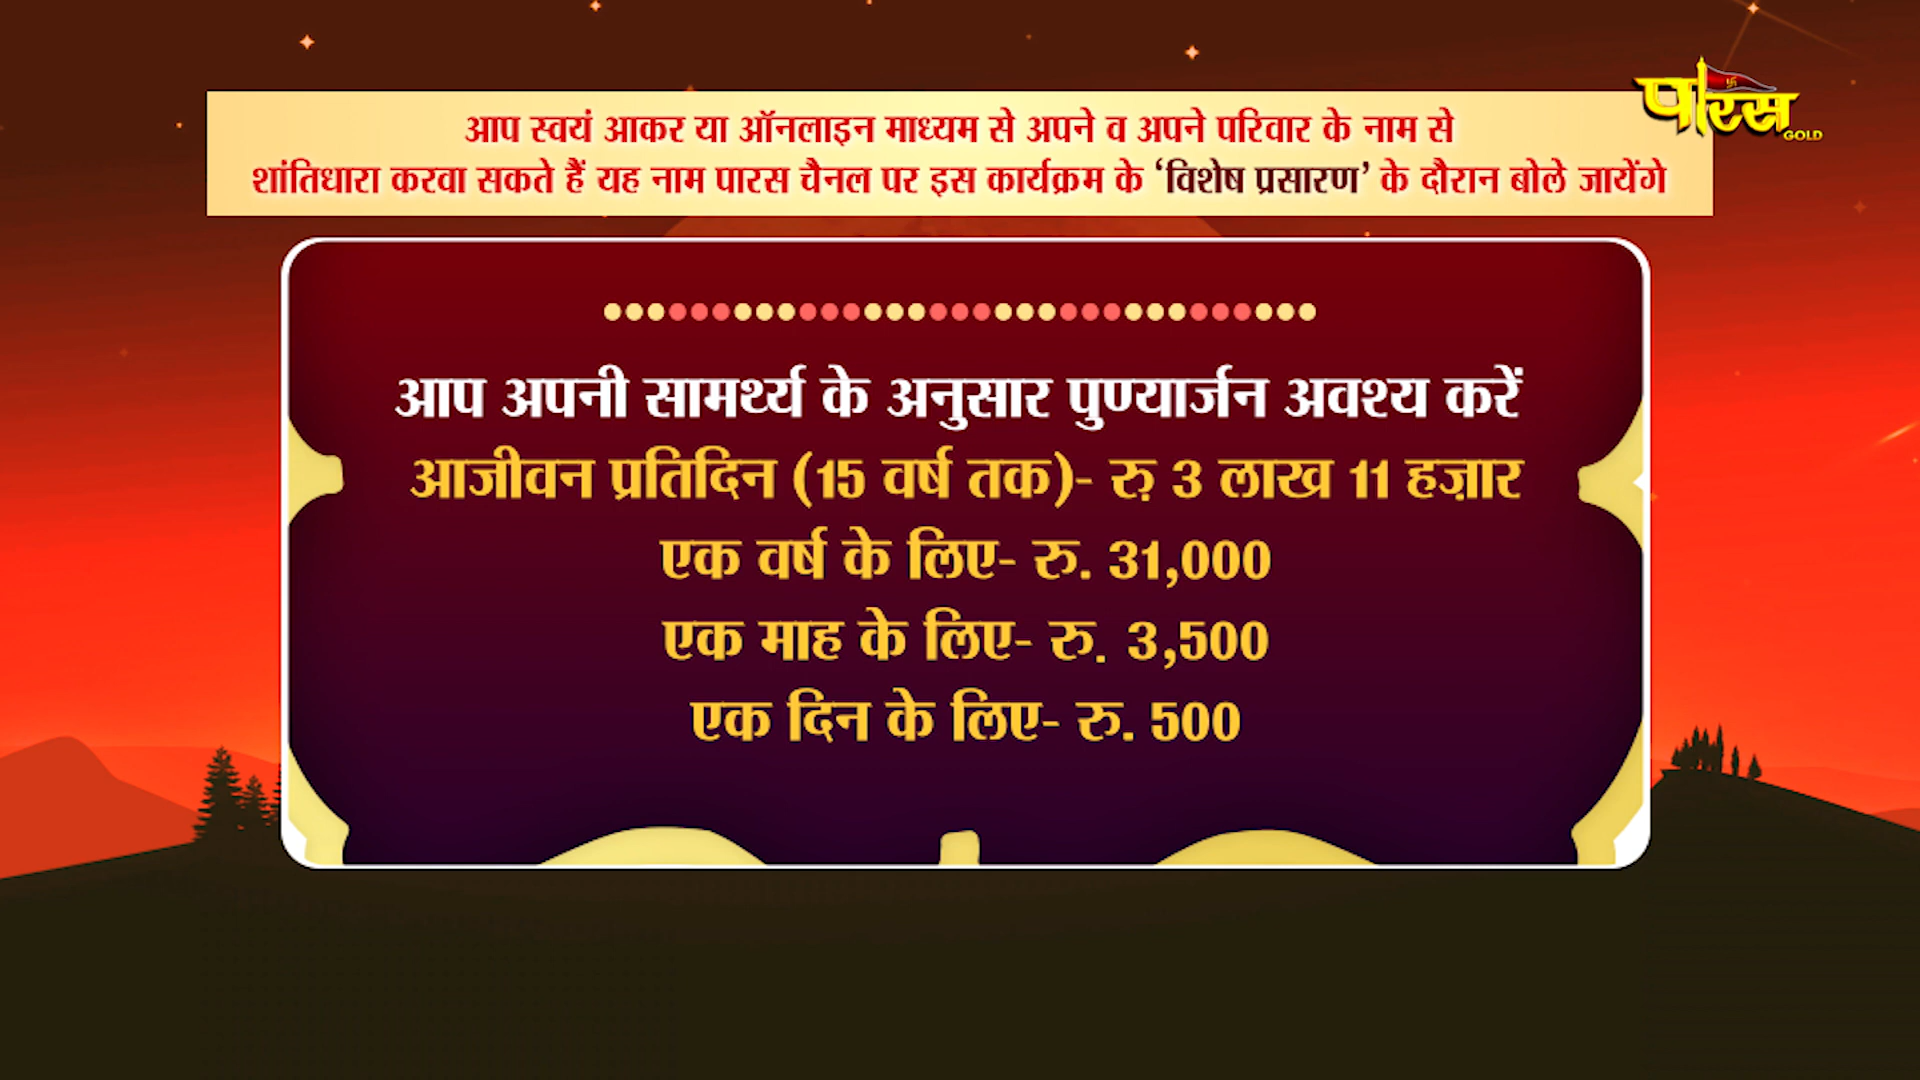 आप स्वयं आकर या ऑनलाइन माध्यम से अपने व अपने परिवार के नाम से
शांतिधारा करवा सकते हैं यह नाम पारस चैनल पर इस कार्यक्रम के ‘विशेष प्रसारण’ के दौरान बोले जायेंगे
पारस
GOLD
आप अपनी सामर्थ्य के अनुसार पुण्यार्जन अवश्य करें
आजीवन प्रतिदिन (15 वर्ष तक)- रु़ 3 लाख 11 हज़ार
एक वर्ष के लिए- रु. 31,000
एक माह के लिए- रु. 3,500
एक दिन के लिए- रु. 500